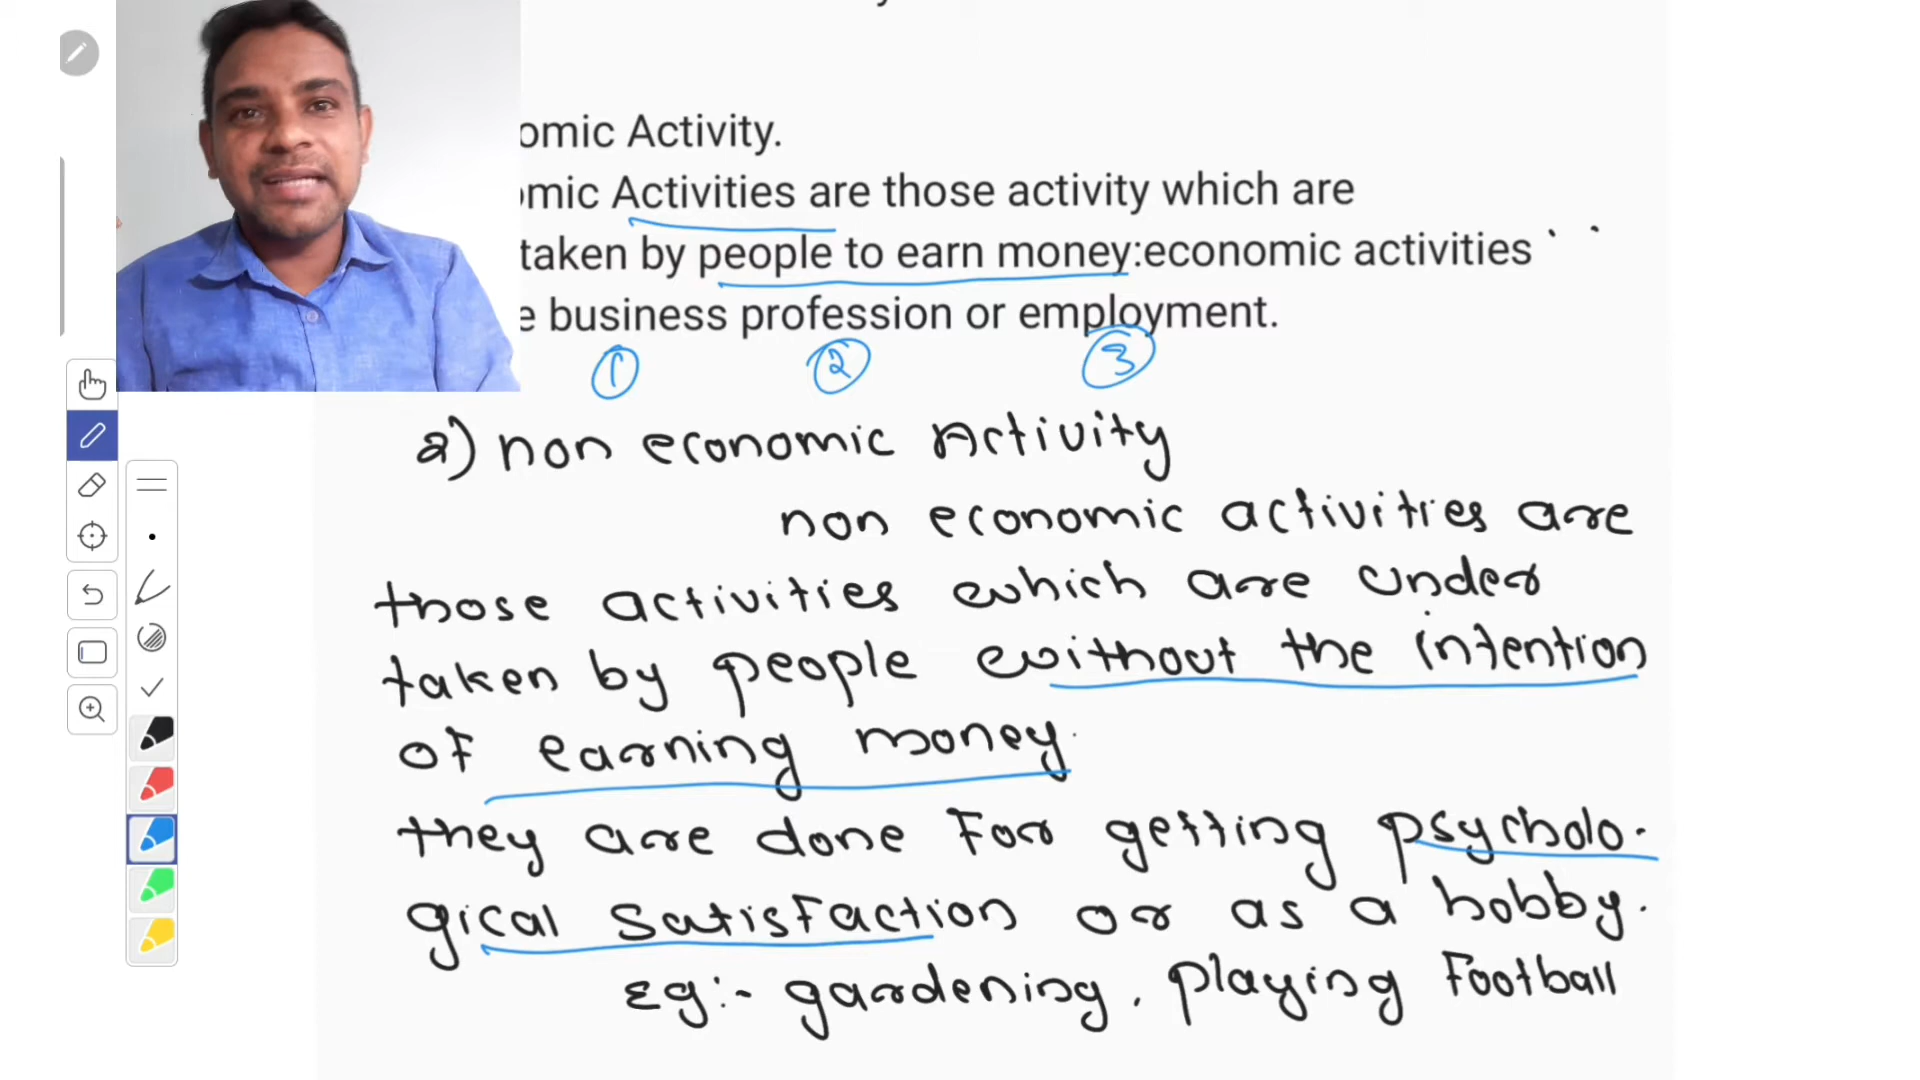 omic Activity.
omic Activities are those activity which are
taken by people to earn money:economic activities
e business profession or employment.
1 2 3
2) non economic Activity
non economic activities are
those activities which are under
taken by people without the intention
of earning money.
they are done For getting psycholo-
gical satisFaction or as a hobby.
Eg:- gardening, playing Football